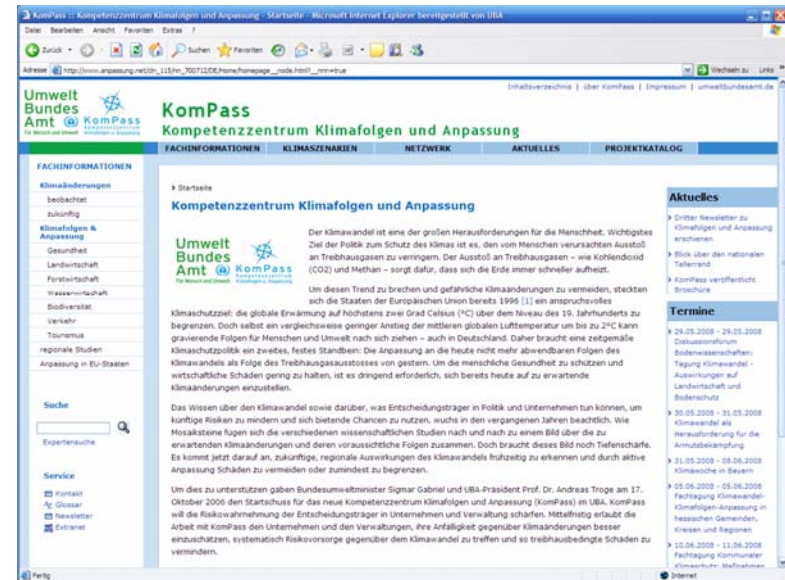 KomPass :: Kompetenzzentrum Klimafolgen und Anpassung - Startseite - Microsoft Internet Explorer bereitgestellt von UBA
Datei Bearbeiten Ansicht Favoriten Extras ?
Zurück Suchen Favoriten
Adresse http://www.anpassung.net/cln_115/nn_700712/DE/Home/homepage__node.html?__nnn=true Wechseln zu Links
Inhaltsverzeichnis | über KomPass | Impressum | umweltbundesamt.de
Umwelt
Bundes
Amt KomPass
Für Mensch und Umwelt Kompetenzzentrum Klimafolgen u. Anpassung
KomPass
Kompetenzzentrum Klimafolgen und Anpassung
FACHINFORMATIONEN KLIMASZENARIEN NETZWERK AKTUELLES PROJEKTKATALOG
FACHINFORMATIONEN
Klimaänderungen
beobachtet
zukünftig
Klimafolgen &
Anpassung
Gesundheit
Landwirtschaft
Forstwirtschaft
Wasserwirtschaft
Biodiversität
Verkehr
Tourismus
regionale Studien
Anpassung in EU-Staaten
Suche
Expertensuche
Service
Kontakt
Glossar
Newsletter
Extranet
Startseite
Kompetenzzentrum Klimafolgen und Anpassung
Umwelt
Bundes
Amt KomPass
Für Mensch und Umwelt Kompetenzzentrum Klimafolgen u. Anpassung
Der Klimawandel ist eine der großen Herausforderungen für die Menschheit. Wichtigstes
Ziel der Politik zum Schutz des Klimas ist es, den vom Menschen verursachten Ausstoß
an Treibhausgasen zu verringern. Der Ausstoß an Treibhausgasen – wie Kohlendioxid
(CO2) und Methan – sorgt dafür, dass sich die Erde immer schneller aufheizt.
Um diesen Trend zu brechen und gefährliche Klimaänderungen zu vermeiden, steckten
sich die Staaten der Europäischen Union bereits 1996 [1] ein anspruchsvolles
Klimaschutzziel: die globale Erwärmung auf höchstens zwei Grad Celsius (°C) über dem Niveau des 19. Jahrhunderts zu
begrenzen. Doch selbst ein vergleichsweise geringer Anstieg der mittleren globalen Lufttemperatur um bis zu 2°C kann
gravierende Folgen für Menschen und Umwelt nach sich ziehen – auch in Deutschland. Daher braucht eine zeitgemäße
Klimaschutzpolitik ein zweites, festes Standbein: Die Anpassung an die heute nicht mehr abwendbaren Folgen des
Klimawandels als Folge des Treibhausgasausstosses von gestern. Um die menschliche Gesundheit zu schützen und
wirtschaftliche Schäden gering zu halten, ist es dringend erforderlich, sich bereits heute auf zu erwartende
Klimaänderungen einzustellen.
Das Wissen über den Klimawandel sowie darüber, was Entscheidungsträger in Politik und Unternehmen tun können, um
künftige Risiken zu mindern und sich bietende Chancen zu nutzen, wuchs in den vergangenen Jahren beachtlich. Wie
Mosaiksteine fügen sich die verschiedenen wissenschaftlichen Studien nach und nach zu einem Bild über die zu
erwartenden Klimaänderungen und deren voraussichtliche Folgen zusammen. Doch braucht dieses Bild noch Tiefenschärfe.
Es kommt jetzt darauf an, zukünftige, regionale Auswirkungen des Klimawandels frühzeitig zu erkennen und durch aktive
Anpassung Schäden zu vermeiden oder zumindest zu begrenzen.
Um dies zu unterstützen gaben Bundesumweltminister Sigmar Gabriel und UBA-Präsident Prof. Dr. Andreas Troge am 17.
Oktober 2006 den Startschuss für das neue Kompetenzzentrum Klimafolgen und Anpassung (KomPass) im UBA. KomPass
will die Risikowahrnehmung der Entscheidungsträger in Unternehmen und Verwaltung schärfen. Mittelfristig erlaubt die
Arbeit mit KomPass den Unternehmen und den Verwaltungen, ihre Anfälligkeit gegenüber Klimaänderungen besser
einzuschätzen, systematisch Risikovorsorge gegenüber dem Klimawandel zu treffen und so treibhausbedingte Schäden zu
vermindern.
Aktuelles
Dritter Newsletter zu
Klimafolgen und Anpassung
erschienen
Blick über den nationalen
Tellerrand
KomPass veröffentlicht
Broschüre
Termine
29.05.2008 - 29.05.2008
Diskussionsforum
Bodenwissenschaften:
Tagung Klimawandel -
Auswirkungen auf
Landwirtschaft und
Bodenschutz
30.05.2008 - 31.05.2008
Klimawandel als
Herausforderung für die
Armutsbekämpfung
31.05.2008 - 08.06.2008
Klimawoche in Bayern
05.06.2008 - 05.06.2008
Fachtagung Klimawandel-
Klimafolgen-Anpassung in
hessischen Gemeinden,
Kreisen und Regionen
10.06.2008 - 11.06.2008
Fachtagung Kommunaler
Klimaschutz: Maßnahmen
Fertig Internet